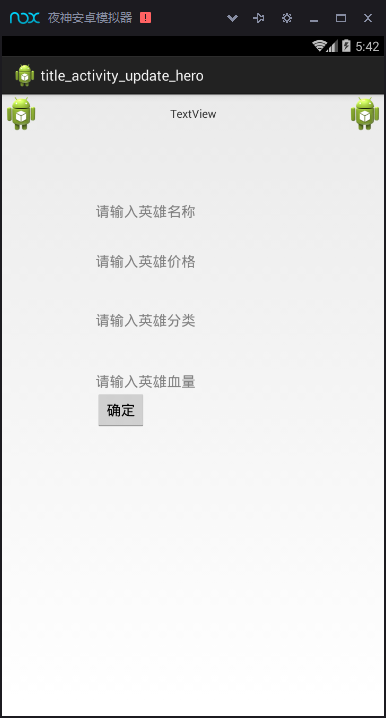 nox 夜神安卓模拟器
5:42
title_activity_update_hero
TextView
请输入英雄名称
请输入英雄价格
请输入英雄分类
请输入英雄血量
确定